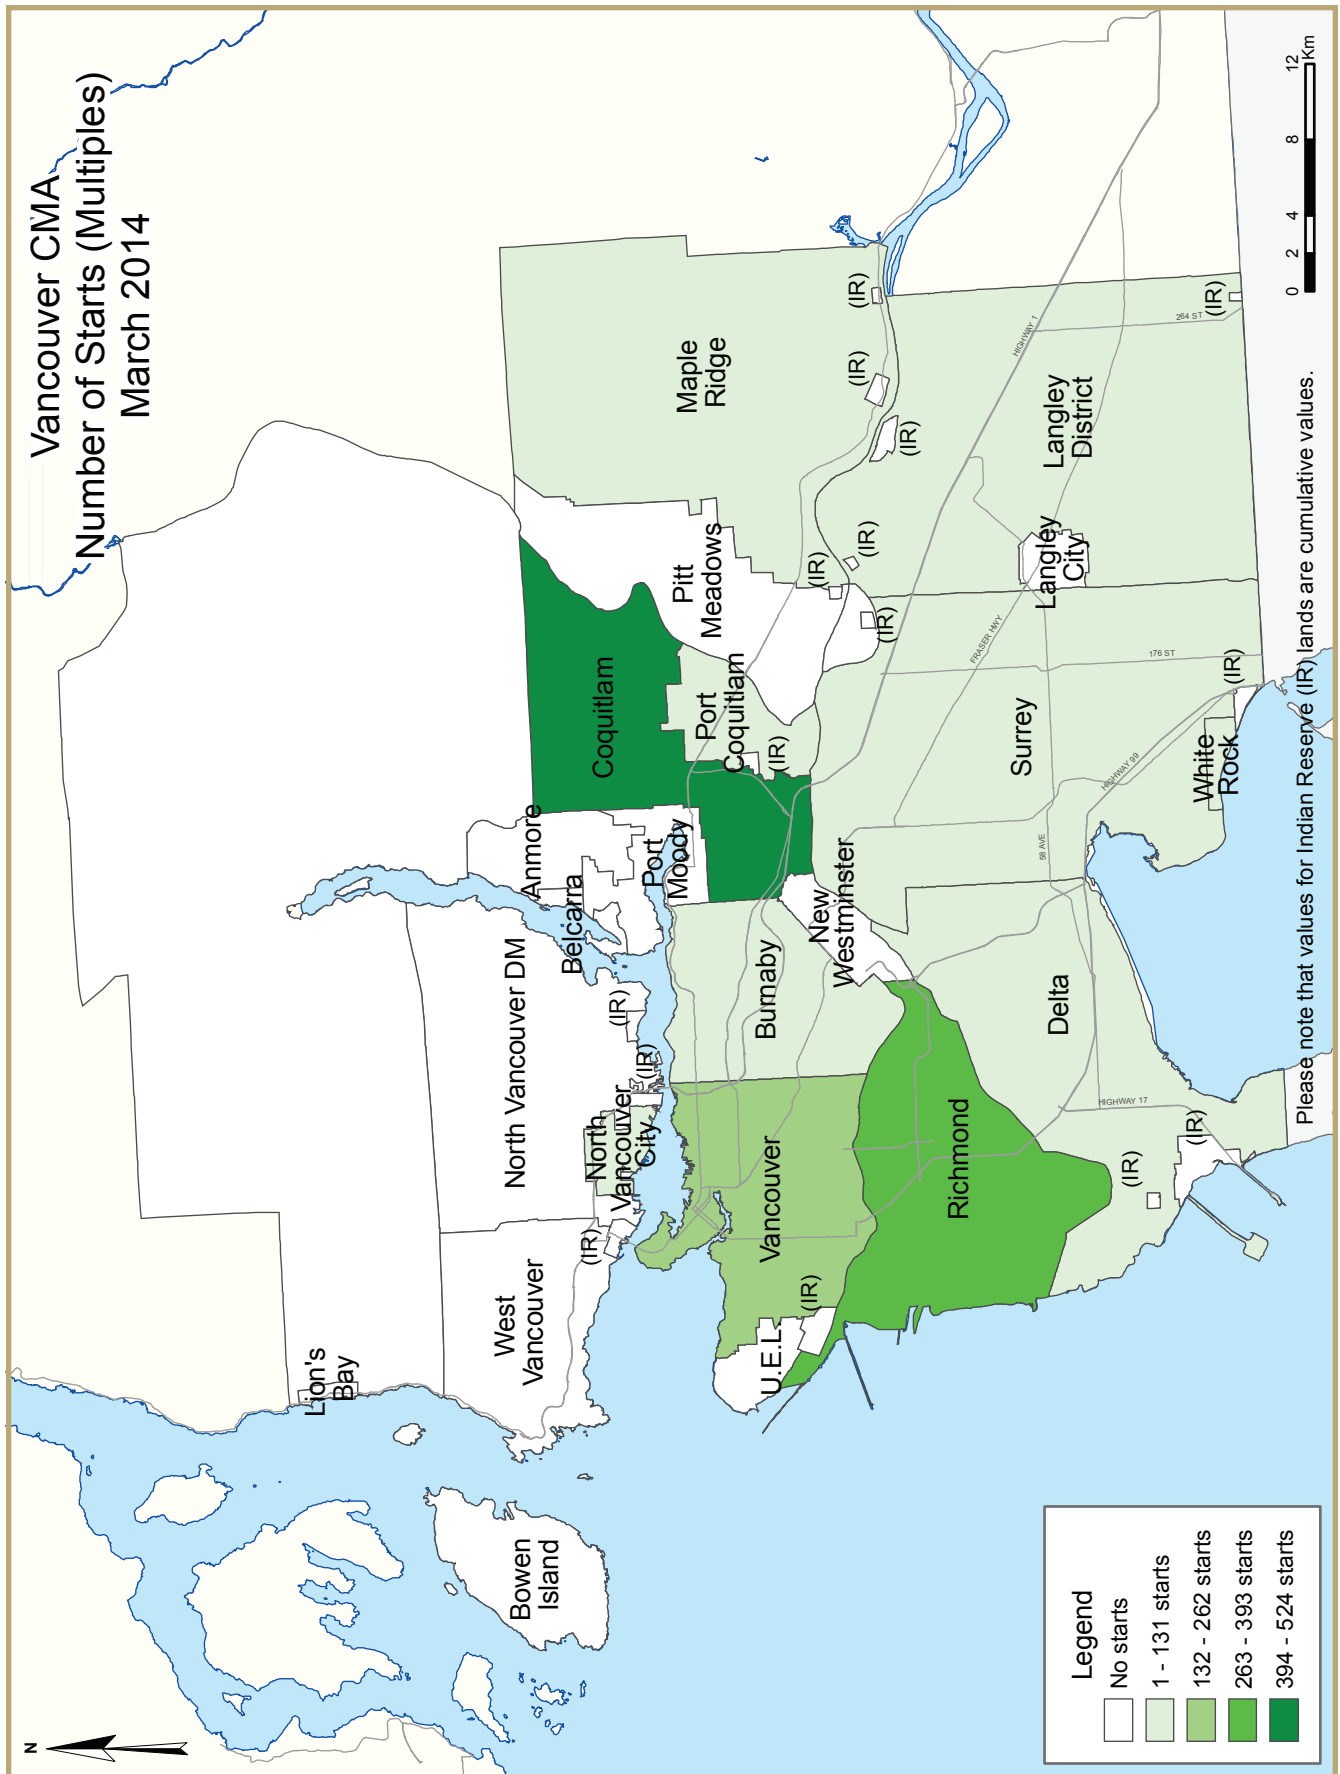 Vancouver CMA
Number of Starts (Multiples)
March 2014
N
Lion's
Bay
West
Vancouver
North Vancouver DM
Bowen
Island
(IR)
North
Vancouver
City
(IR)
(IR)
Belcarra
Anmore
Port
Moody
Coquitlam
Port
Coquitlam
(IR)
Pitt
Meadows
Maple
Ridge
(IR)
(IR)
(IR)
(IR)
(IR)
(IR)
U.E.L.
(IR)
Vancouver
Burnaby
New
Westminster
Richmond
Delta
Surrey
Langley
City
Langley
District
White
Rock
(IR)
(IR)
(IR)
(IR)
HIGHWAY 1
264 ST
FRASER HWY
176 ST
HIGHWAY 99
58 AVE
HIGHWAY 17
Legend
No starts
1 - 131 starts
132 - 262 starts
263 - 393 starts
394 - 524 starts
Please note that values for Indian Reserve (IR) lands are cumulative values.
0 2 4 8 12
Km